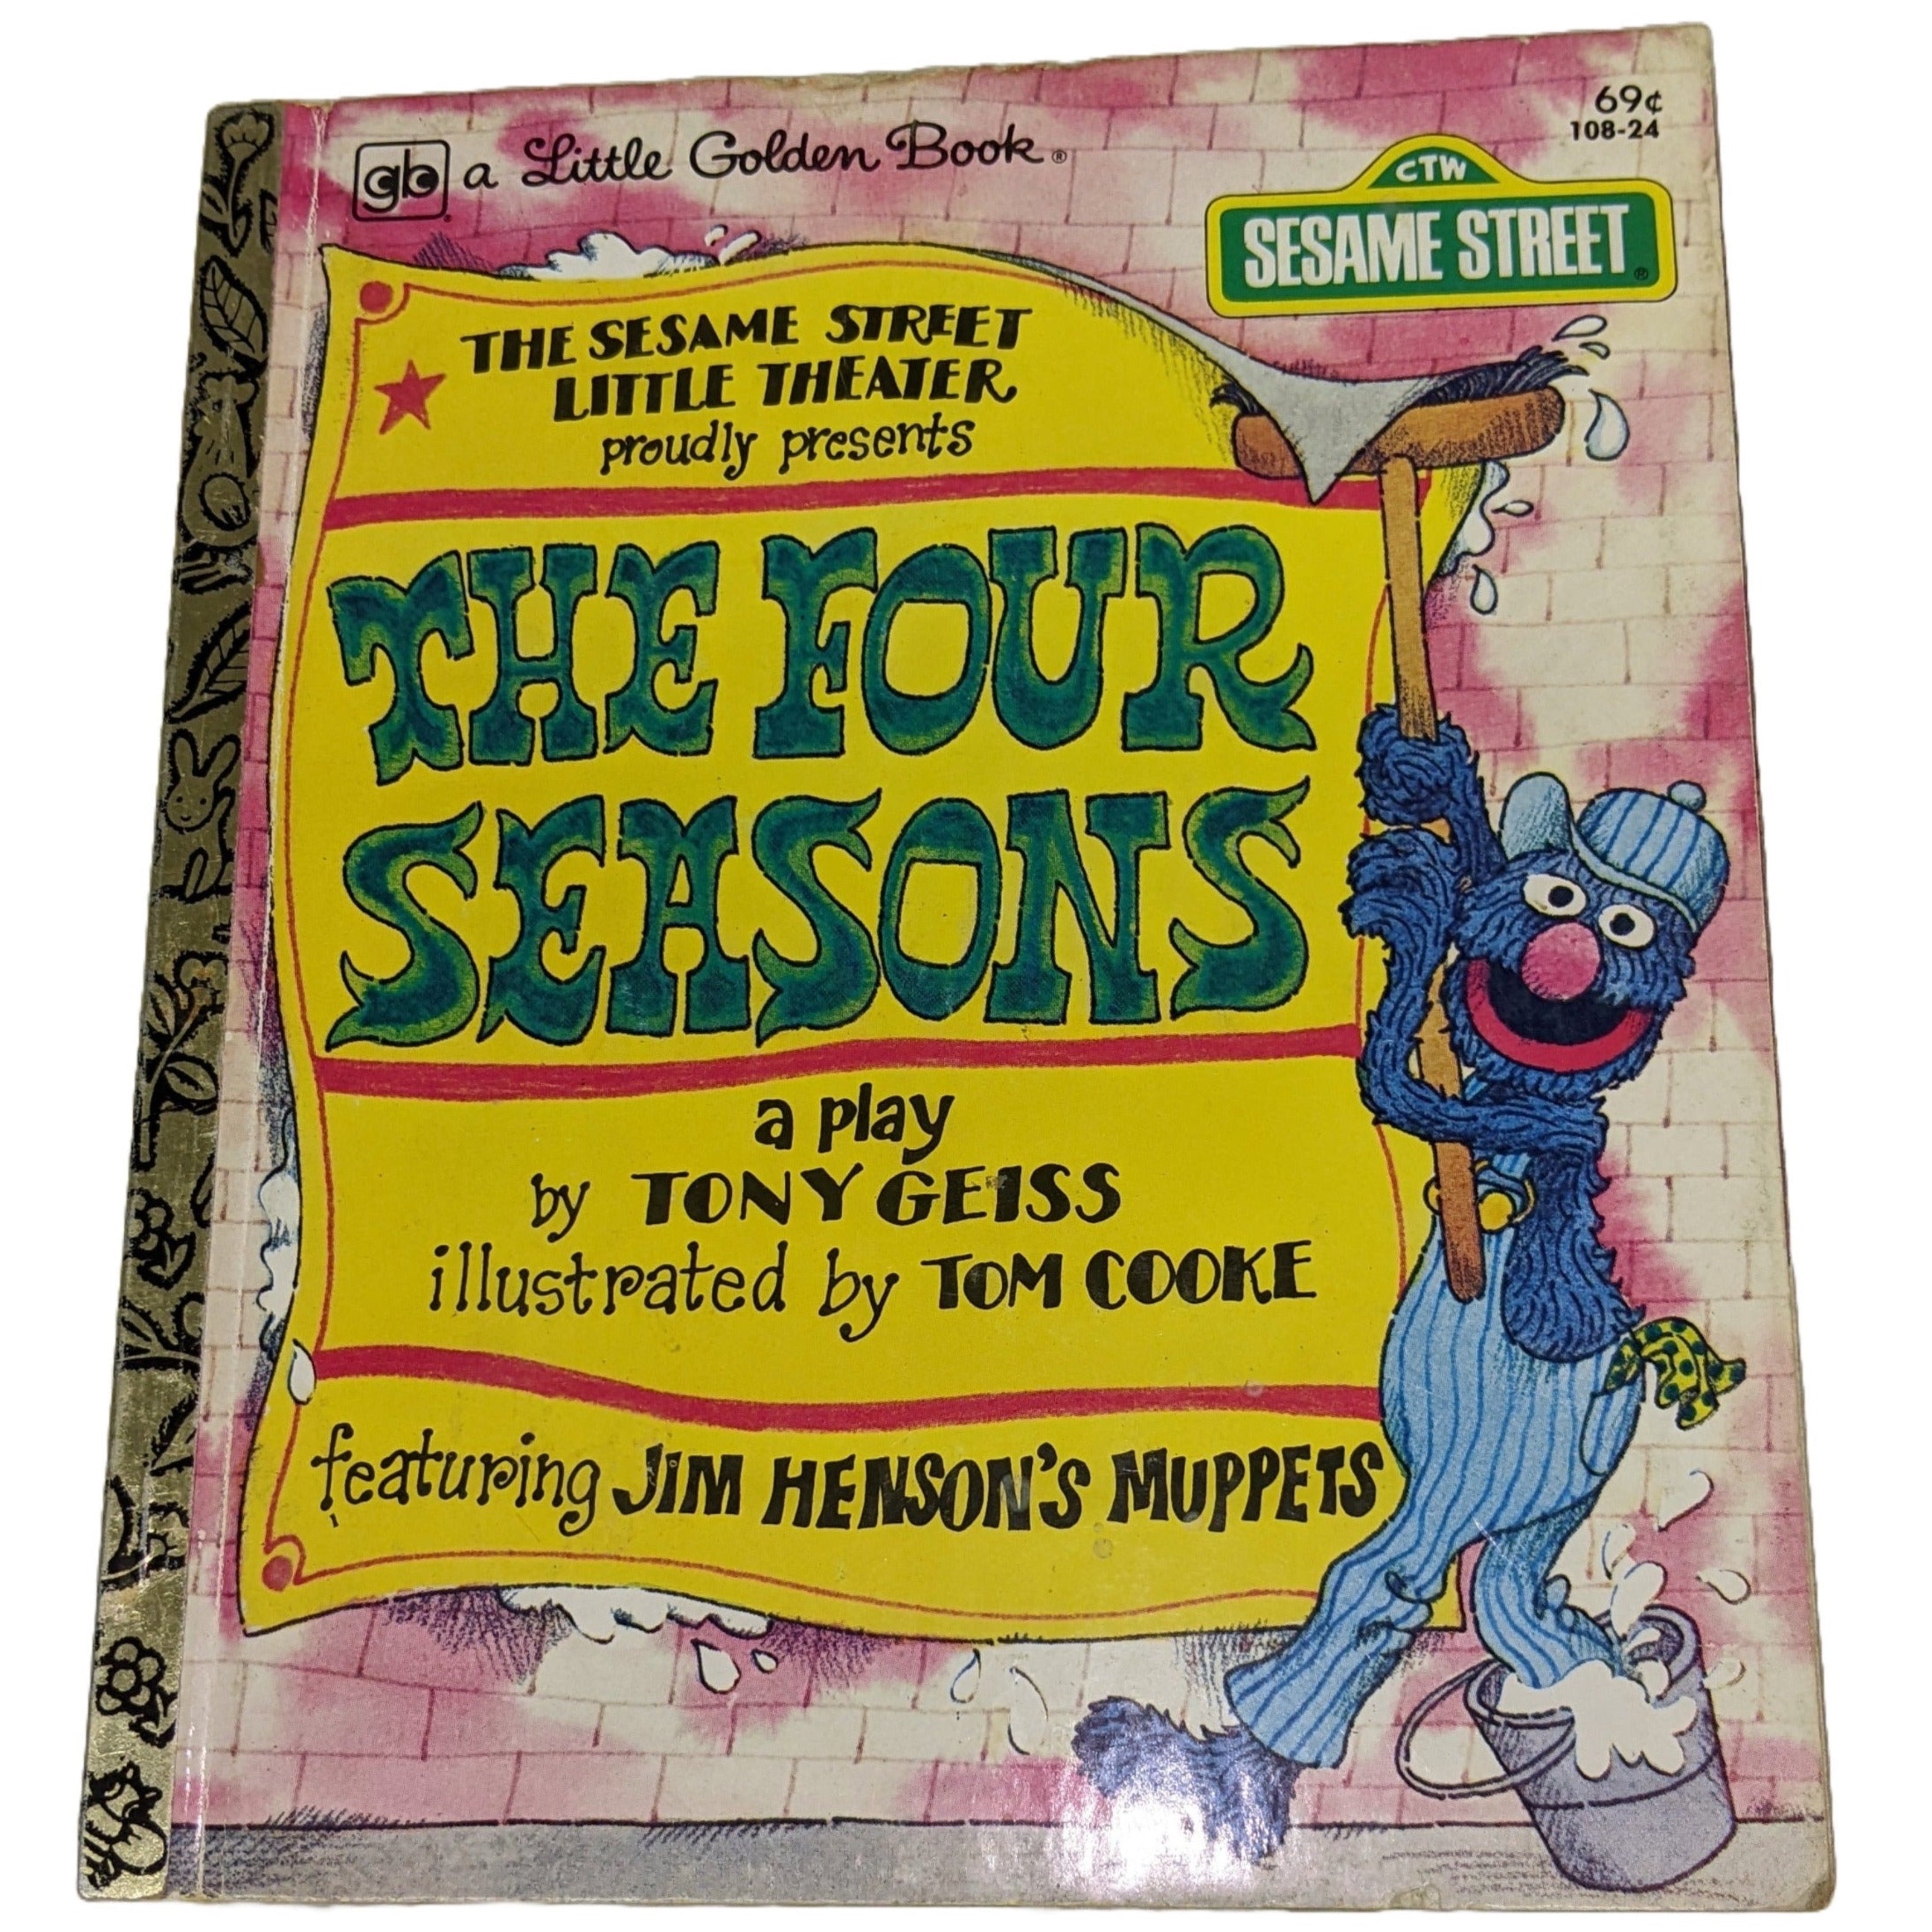 69¢
108-24
gb a Little Golden Book®
CTW
SESAME STREET®
THE SESAME STREET
LITTLE THEATER
proudly presents
THE FOUR
SEASONS
a play
by TONY GEISS
illustrated by TOM COOKE
featuring JIM HENSON'S MUPPETS